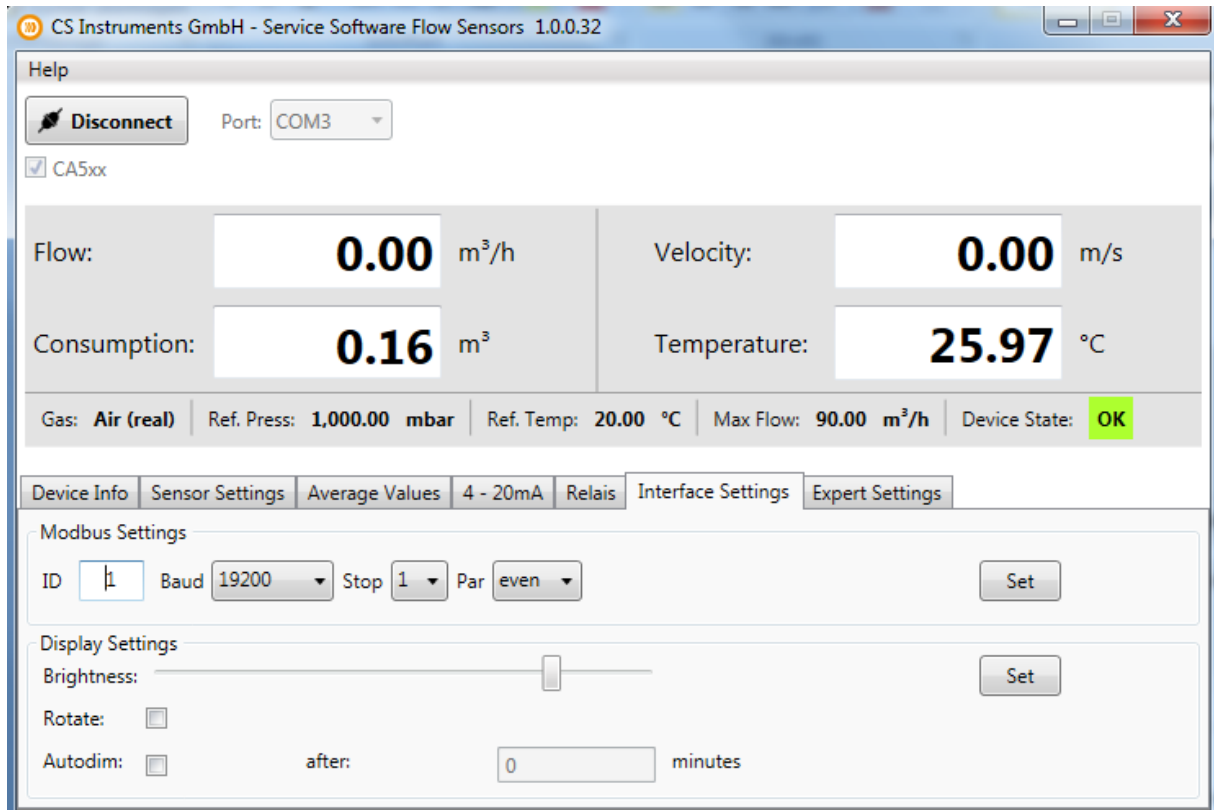 CS Instruments GmbH - Service Software Flow Sensors 1.0.0.32
Help
Disconnect Port: COM3
CA5xx
Flow: 0.00 m³/h Velocity: 0.00 m/s
Consumption: 0.16 m³ Temperature: 25.97 °C
Gas: Air (real) Ref. Press: 1,000.00 mbar Ref. Temp: 20.00 °C Max Flow: 90.00 m³/h Device State: OK
Device Info Sensor Settings Average Values 4 - 20mA Relais Interface Settings Expert Settings
Modbus Settings
ID 1 Baud 19200 Stop 1 Par even Set
Display Settings
Brightness: Set
Rotate:
Autodim: after: 0 minutes